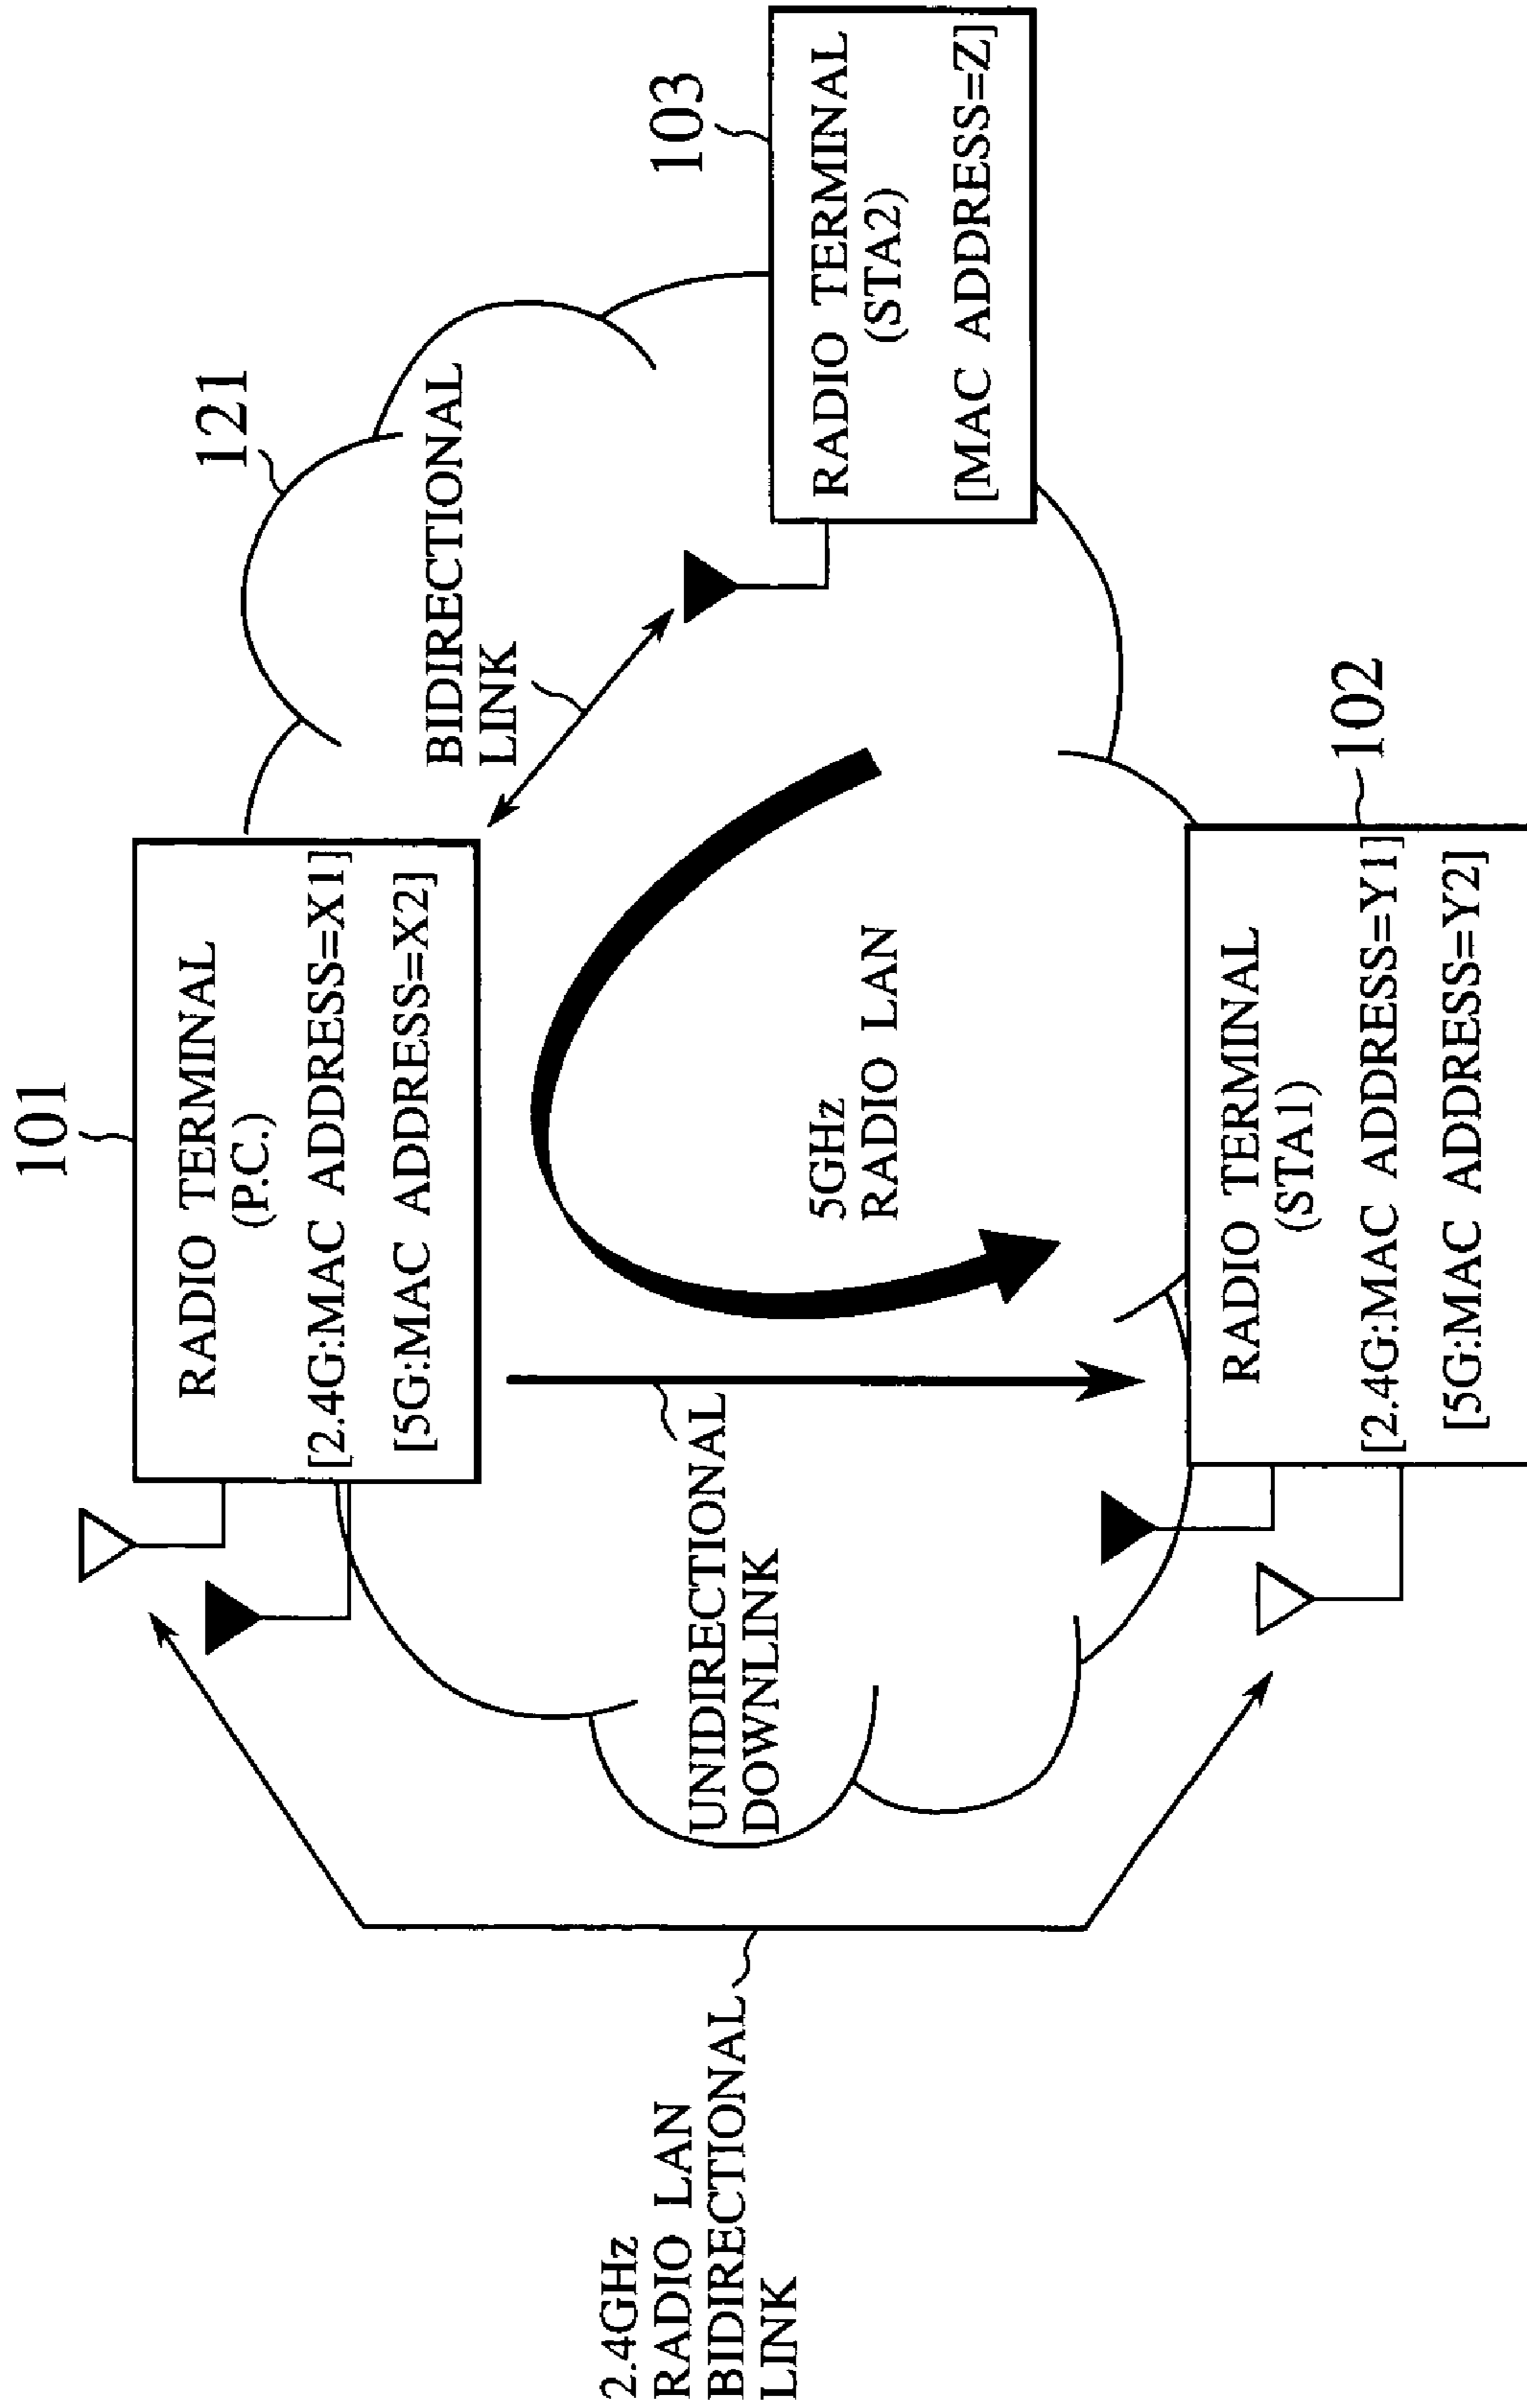 101
RADIO TERMINAL
(P.C.)
[2.4G:MAC ADDRESS=X1]
[5G:MAC ADDRESS=X2]
121
BIDIRECTIONAL
LINK
103
RADIO TERMINAL
(STA2)
[MAC ADDRESS=Z]
2.4GHz
RADIO LAN
BIDIRECTIONAL
LINK
UNIDIRECTIONAL
DOWNLINK
5GHz
RADIO LAN
102
RADIO TERMINAL
(STA1)
[2.4G:MAC ADDRESS=Y1]
[5G:MAC ADDRESS=Y2]